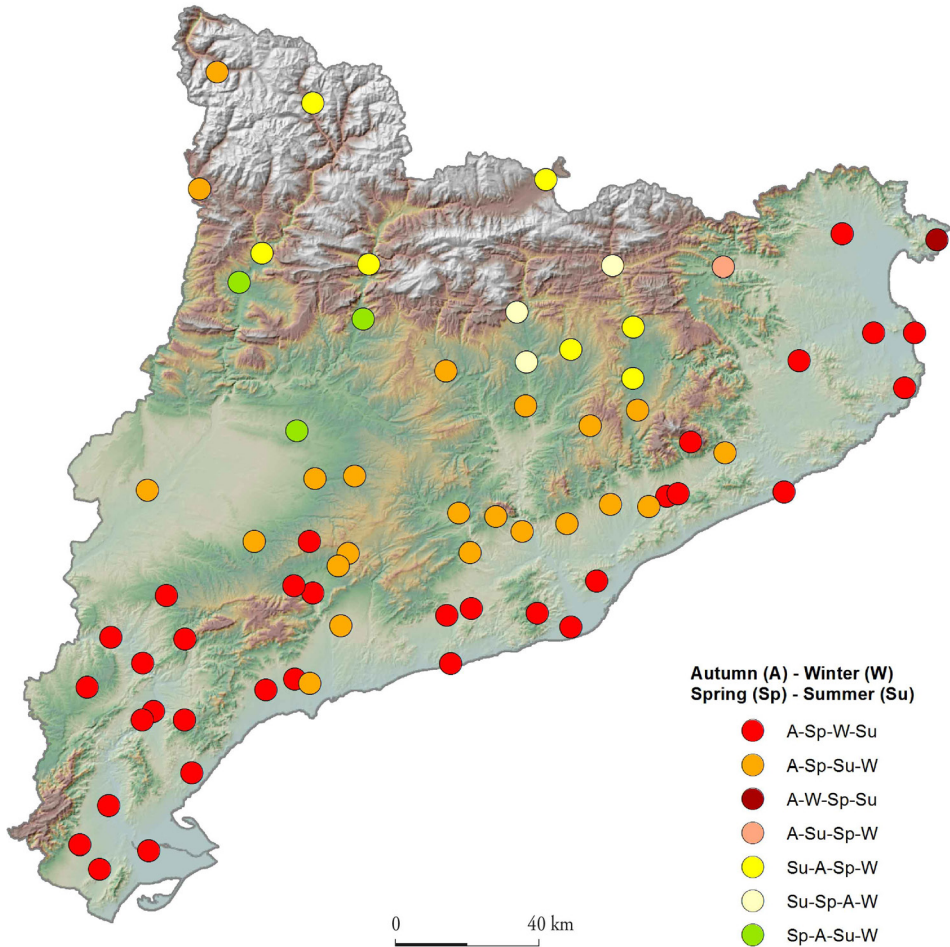 Autumn (A) - Winter (W)
Spring (Sp) - Summer (Su)
A-Sp-W-Su
A-Sp-Su-W
A-W-Sp-Su
A-Su-Sp-W
Su-A-Sp-W
Su-Sp-A-W
Sp-A-Su-W
0 40 km